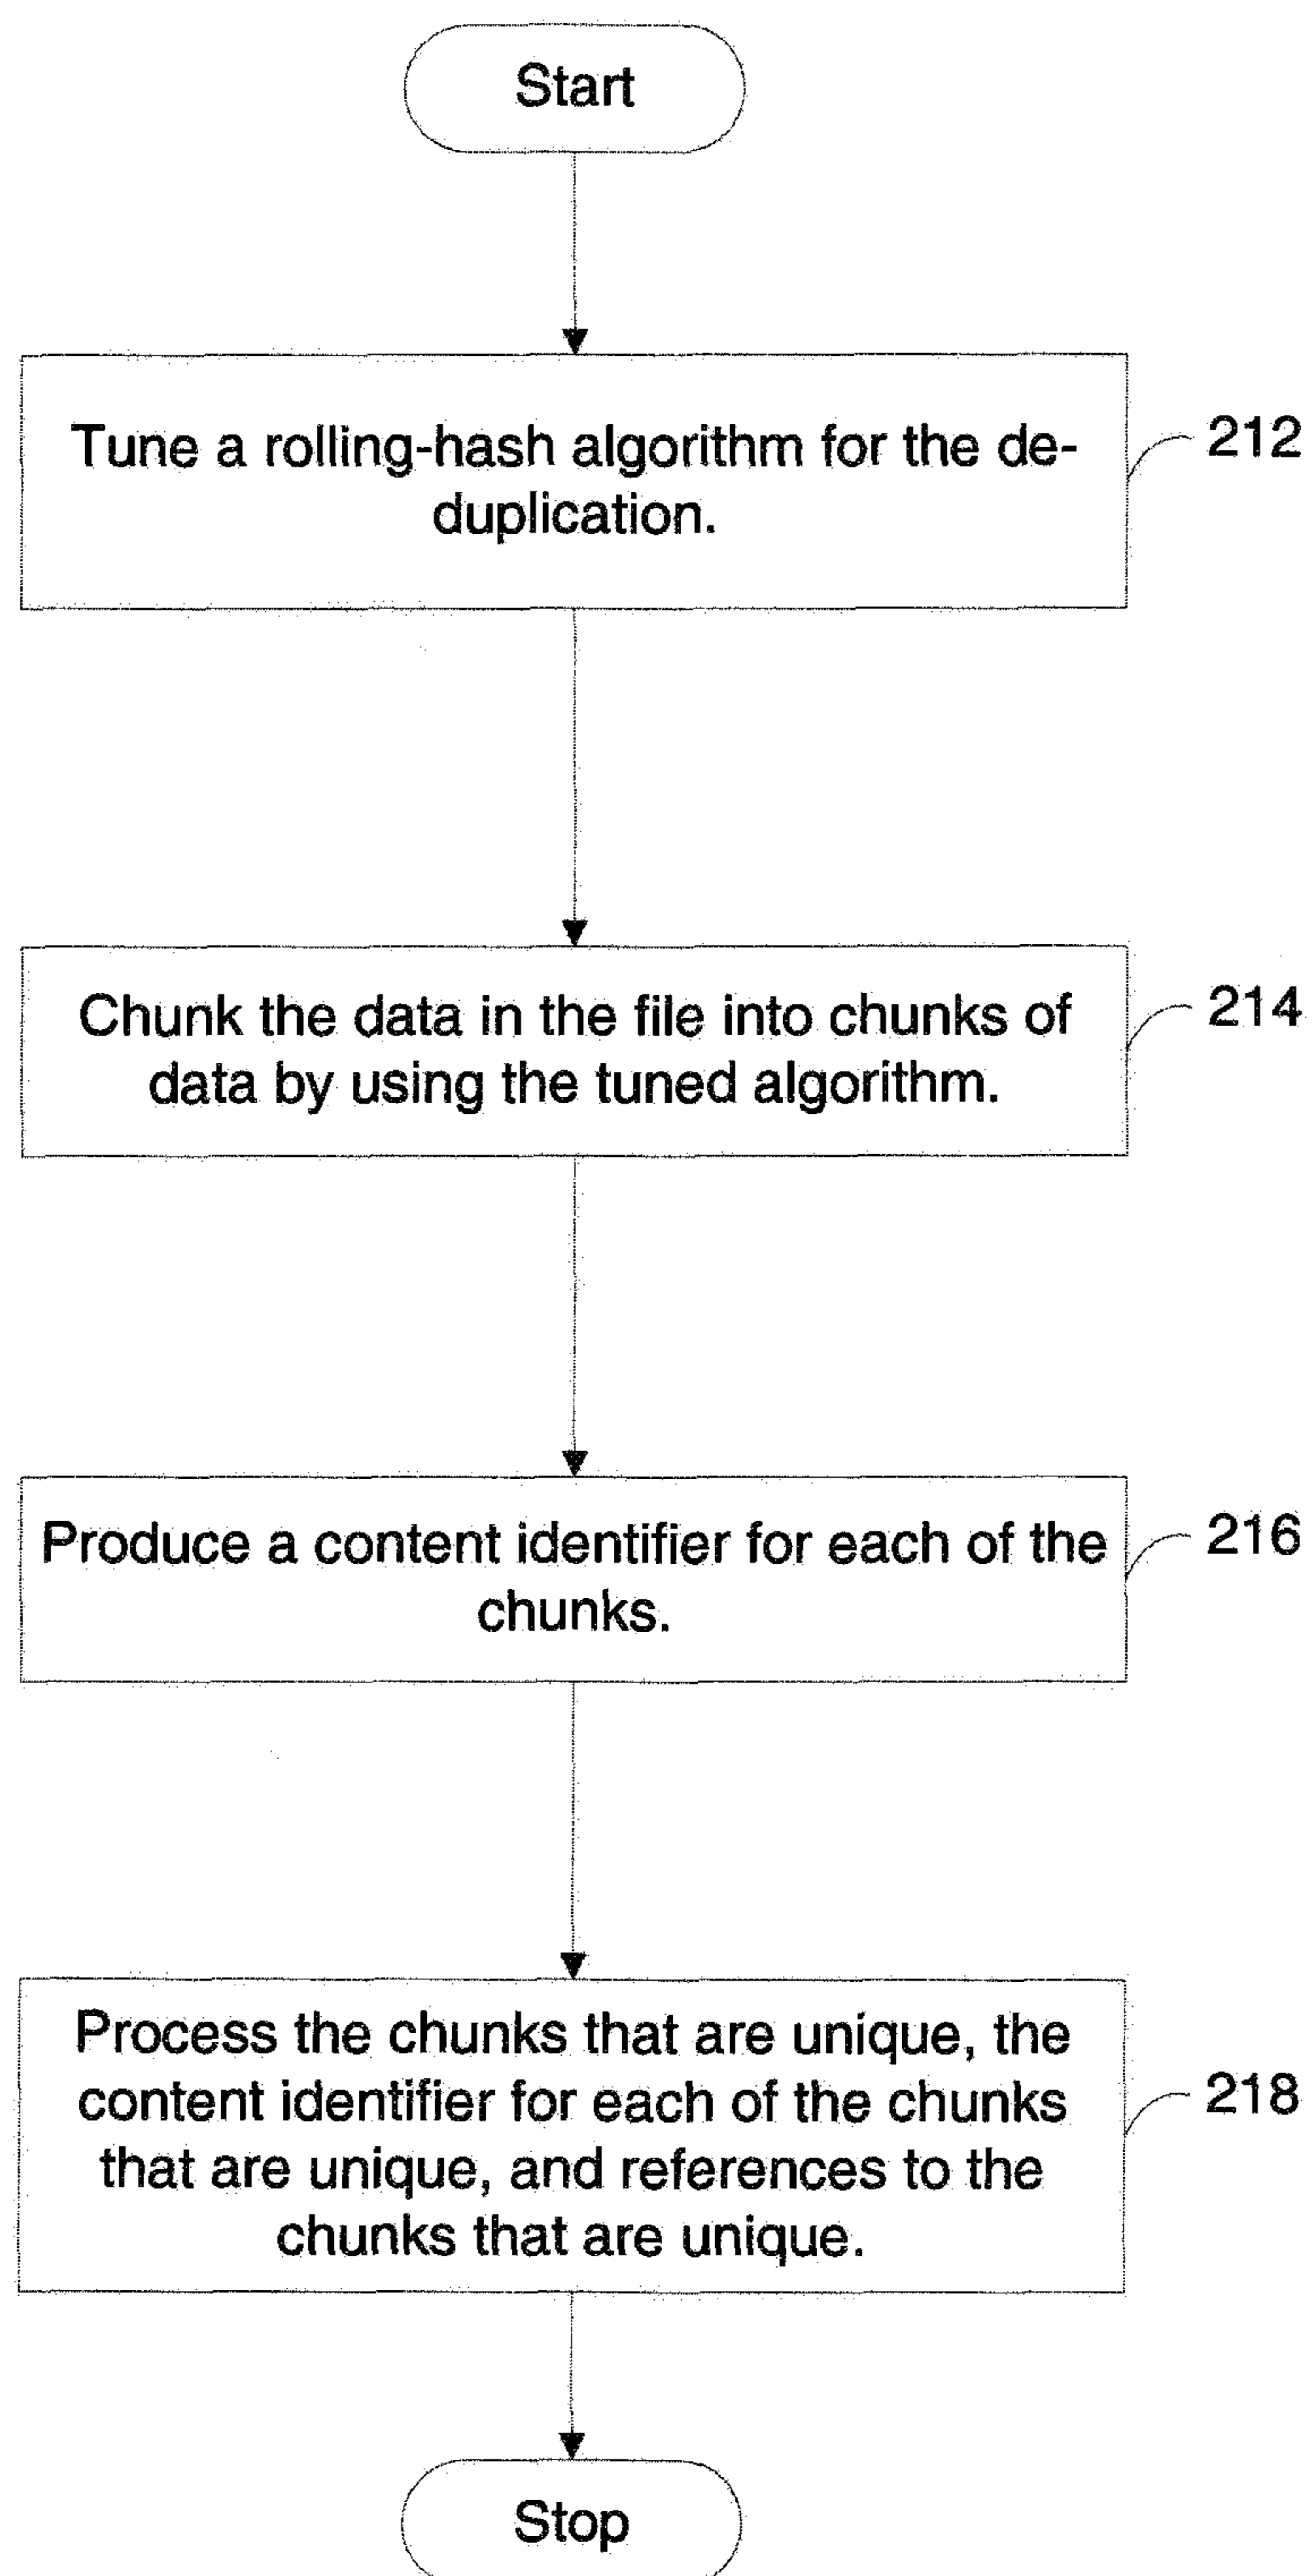 Start
Tune a rolling-hash algorithm for the de-
duplication.
212
Chunk the data in the file into chunks of
data by using the tuned algorithm.
214
Produce a content identifier for each of the
chunks.
216
Process the chunks that are unique, the
content identifier for each of the chunks
that are unique, and references to the
chunks that are unique.
218
Stop